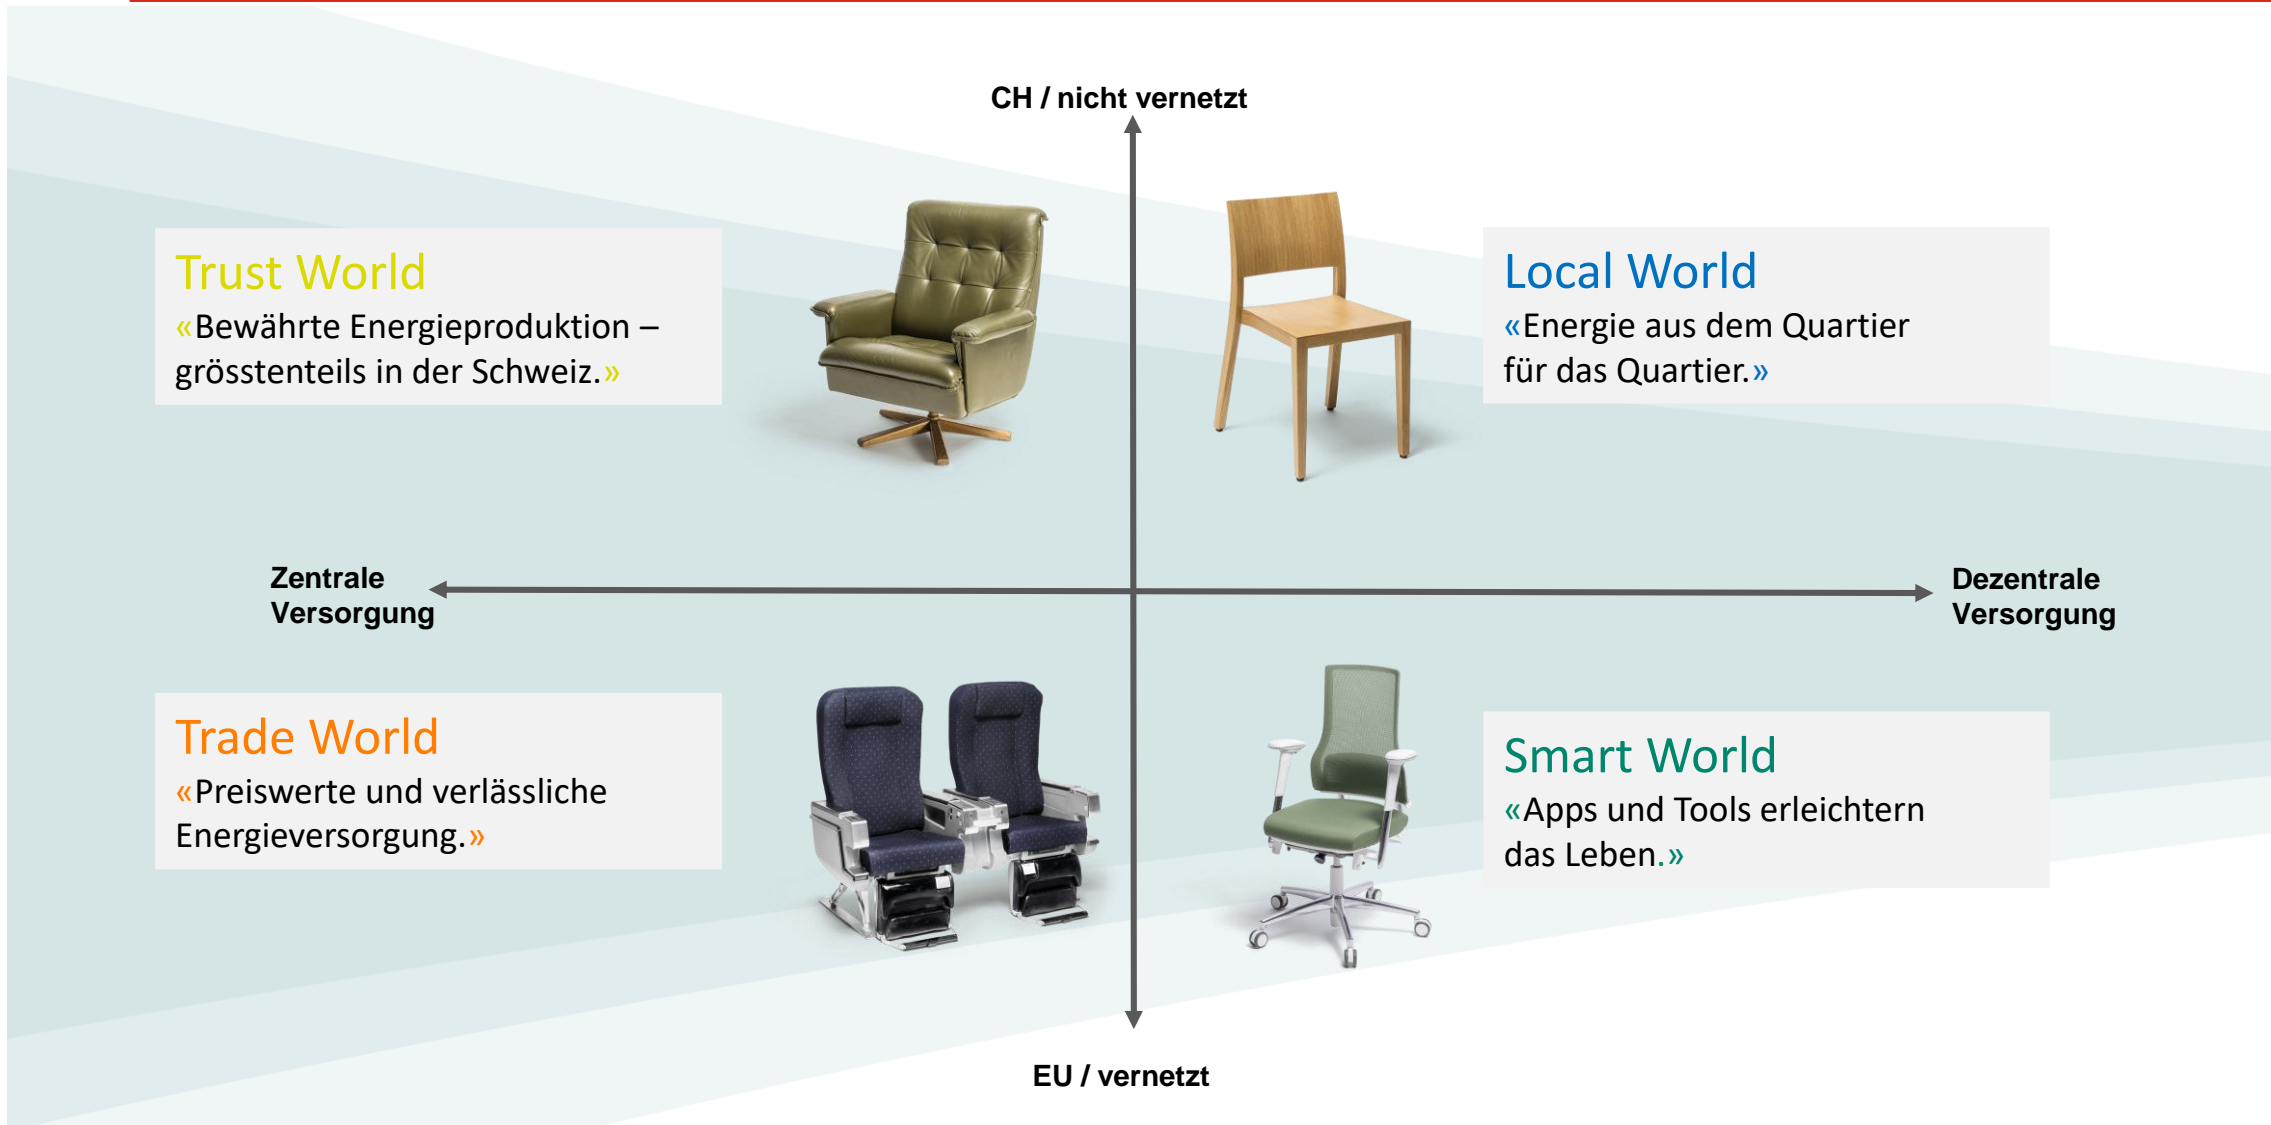 CH / nicht vernetzt
Trust World
«Bewährte Energieproduktion –
grösstenteils in der Schweiz.»
Local World
«Energie aus dem Quartier
für das Quartier.»
Zentrale
Versorgung
Dezentrale
Versorgung
Trade World
«Preiswerte und verlässliche
Energieversorgung.»
Smart World
«Apps und Tools erleichtern
das Leben.»
EU / vernetzt